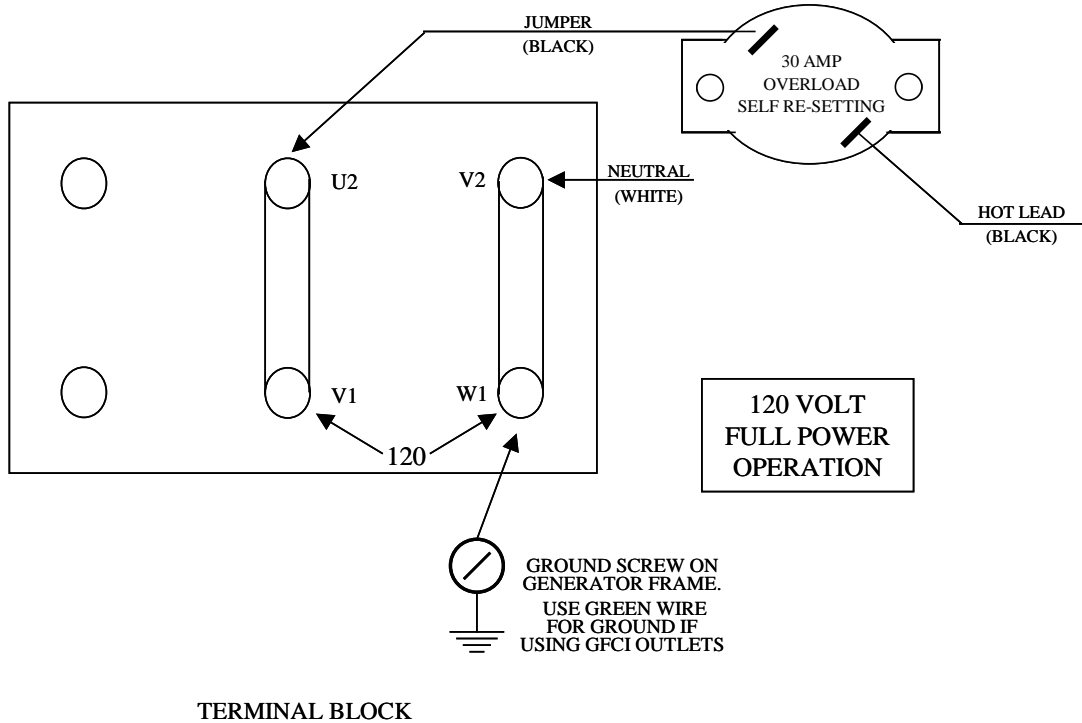 JUMPER
(BLACK)
30 AMP
OVERLOAD
SELF RE-SETTING
U2
V2
NEUTRAL
(WHITE)
HOT LEAD
(BLACK)
V1
W1
120
120 VOLT
FULL POWER
OPERATION
GROUND SCREW ON
GENERATOR FRAME.
USE GREEN WIRE
FOR GROUND IF
USING GFCI OUTLETS
TERMINAL BLOCK